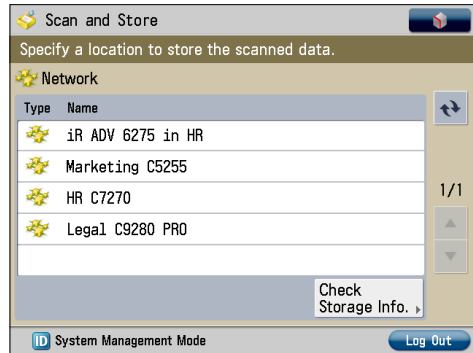 Scan and Store
Specify a location to store the scanned data.
Network
Type Name
iR ADV 6275 in HR
Marketing C5255
HR C7270
Legal C9280 PRO
1/1
Check
Storage Info.
ID System Management Mode
Log Out